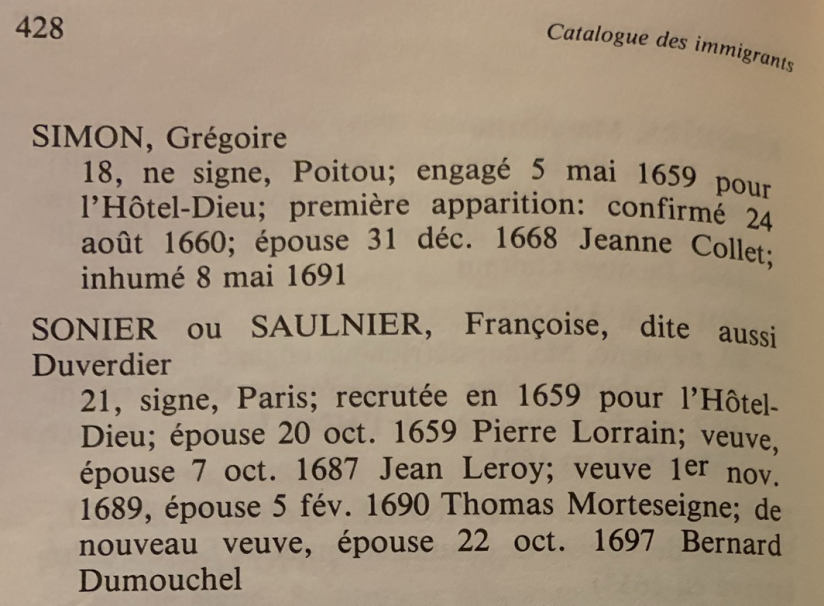 428
Catalogue des immigrants
SIMON, Grégoire
18, ne signe, Poitou; engagé 5 mai 1659 pour
l'Hôtel-Dieu; première apparition: confirmé 24
août 1660; épouse 31 déc. 1668 Jeanne Collet;
inhumé 8 mai 1691
SONIER ou SAULNIER, Françoise, dite aussi
Duverdier
21, signe, Paris; recrutée en 1659 pour l'Hôtel-
Dieu; épouse 20 oct. 1659 Pierre Lorrain; veuve,
épouse 7 oct. 1687 Jean Leroy; veuve 1er nov.
1689, épouse 5 fév. 1690 Thomas Morteseigne; de
nouveau veuve, épouse 22 oct. 1697 Bernard
Dumouchel